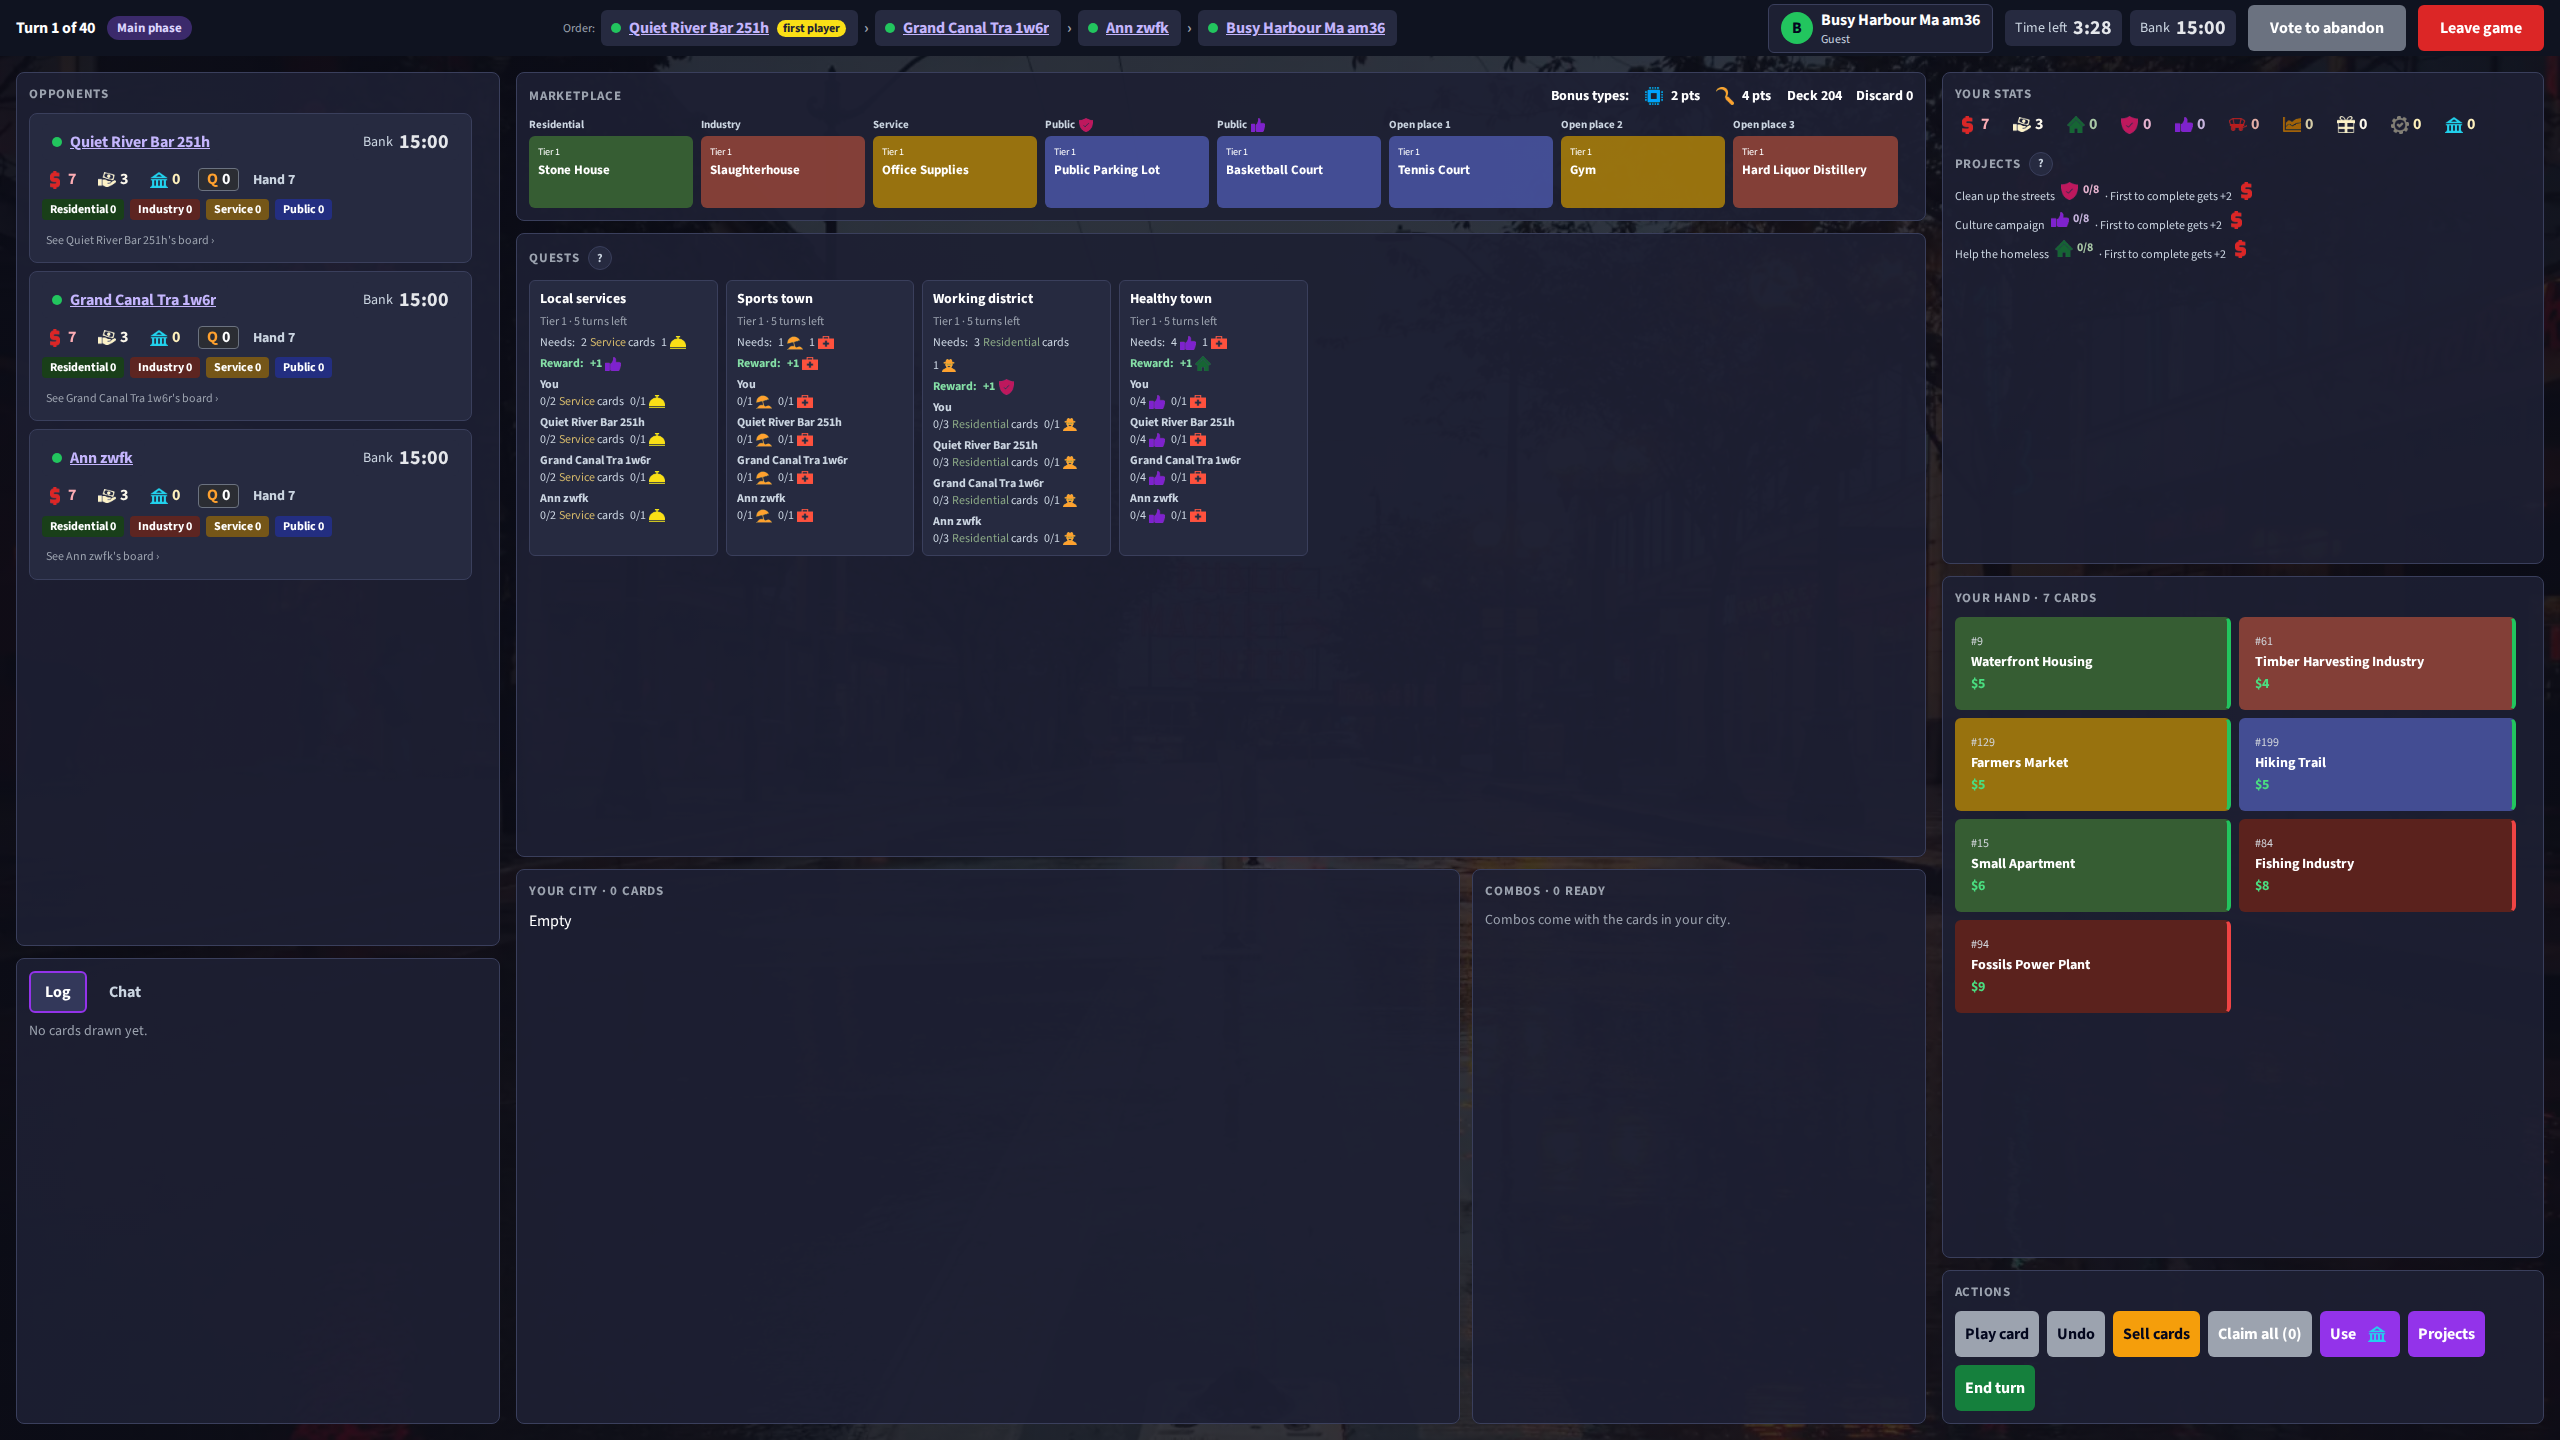 Turn 1 of 40 Main phase
Order: Quiet River Bar 251h first player › Grand Canal Tra 1w6r › Ann zwfk › Busy Harbour Ma am36
B Busy Harbour Ma am36
Guest
Time left 3:28 Bank 15:00 Vote to abandon Leave game
OPPONENTS
Quiet River Bar 251h Bank 15:00
7 3 0 Q 0 Hand 7
Residential 0 Industry 0 Service 0 Public 0
See Quiet River Bar 251h's board ›
Grand Canal Tra 1w6r Bank 15:00
7 3 0 Q 0 Hand 7
Residential 0 Industry 0 Service 0 Public 0
See Grand Canal Tra 1w6r's board ›
Ann zwfk Bank 15:00
7 3 0 Q 0 Hand 7
Residential 0 Industry 0 Service 0 Public 0
See Ann zwfk's board ›
Log Chat
No cards drawn yet.
MARKETPLACE Bonus types: 2 pts 4 pts Deck 204 Discard 0
Residential Industry Service Public Public Open place 1 Open place 2 Open place 3
Tier 1 Tier 1 Tier 1 Tier 1 Tier 1 Tier 1 Tier 1 Tier 1
Stone House Slaughterhouse Office Supplies Public Parking Lot Basketball Court Tennis Court Gym Hard Liquor Distillery
QUESTS ?
Local services
Tier 1 · 5 turns left
Needs: 2 Service cards 1
Reward: +1
You
0/2 Service cards 0/1
Quiet River Bar 251h
0/2 Service cards 0/1
Grand Canal Tra 1w6r
0/2 Service cards 0/1
Ann zwfk
0/2 Service cards 0/1
Sports town
Tier 1 · 5 turns left
Needs: 1 1
Reward: +1
You
0/1 0/1
Quiet River Bar 251h
0/1 0/1
Grand Canal Tra 1w6r
0/1 0/1
Ann zwfk
0/1 0/1
Working district
Tier 1 · 5 turns left
Needs: 3 Residential cards
1
Reward: +1
You
0/3 Residential cards 0/1
Quiet River Bar 251h
0/3 Residential cards 0/1
Grand Canal Tra 1w6r
0/3 Residential cards 0/1
Ann zwfk
0/3 Residential cards 0/1
Healthy town
Tier 1 · 5 turns left
Needs: 4 1
Reward: +1
You
0/4 0/1
Quiet River Bar 251h
0/4 0/1
Grand Canal Tra 1w6r
0/4 0/1
Ann zwfk
0/4 0/1
YOUR CITY · 0 CARDS
Empty
COMBOS · 0 READY
Combos come with the cards in your city.
YOUR STATS
7 3 0 0 0 0 0 0 0 0
PROJECTS ?
Clean up the streets 0/8 · First to complete gets +2
Culture campaign 0/8 · First to complete gets +2
Help the homeless 0/8 · First to complete gets +2
YOUR HAND · 7 CARDS
#9
Waterfront Housing
$5
#61
Timber Harvesting Industry
$4
#129
Farmers Market
$5
#199
Hiking Trail
$5
#15
Small Apartment
$6
#84
Fishing Industry
$8
#94
Fossils Power Plant
$9
ACTIONS
Play card Undo Sell cards Claim all (0) Use Projects
End turn